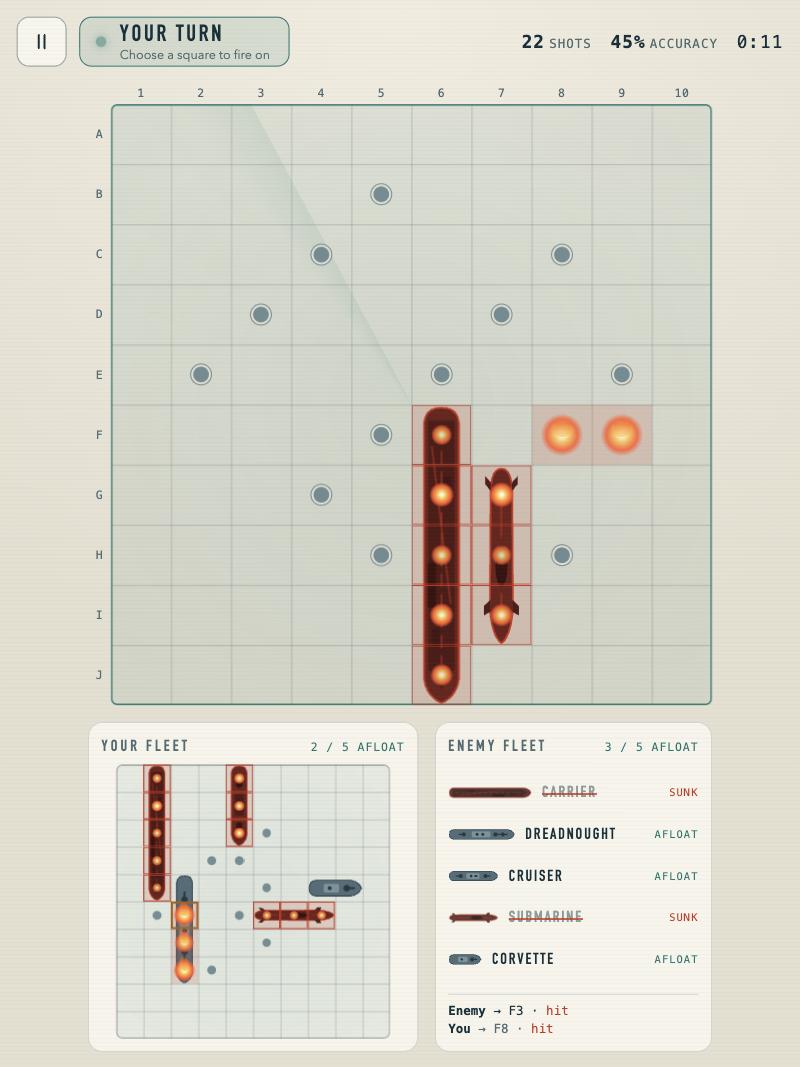 YOUR TURN
Choose a square to fire on
22 SHOTS 45% ACCURACY 0:11
1 2 3 4 5 6 7 8 9 10
A
B
C
D
E
F
G
H
I
J
YOUR FLEET 2 / 5 AFLOAT
ENEMY FLEET 3 / 5 AFLOAT
CARRIER SUNK
DREADNOUGHT AFLOAT
CRUISER AFLOAT
SUBMARINE SUNK
CORVETTE AFLOAT
Enemy → F3 · hit
You → F8 · hit